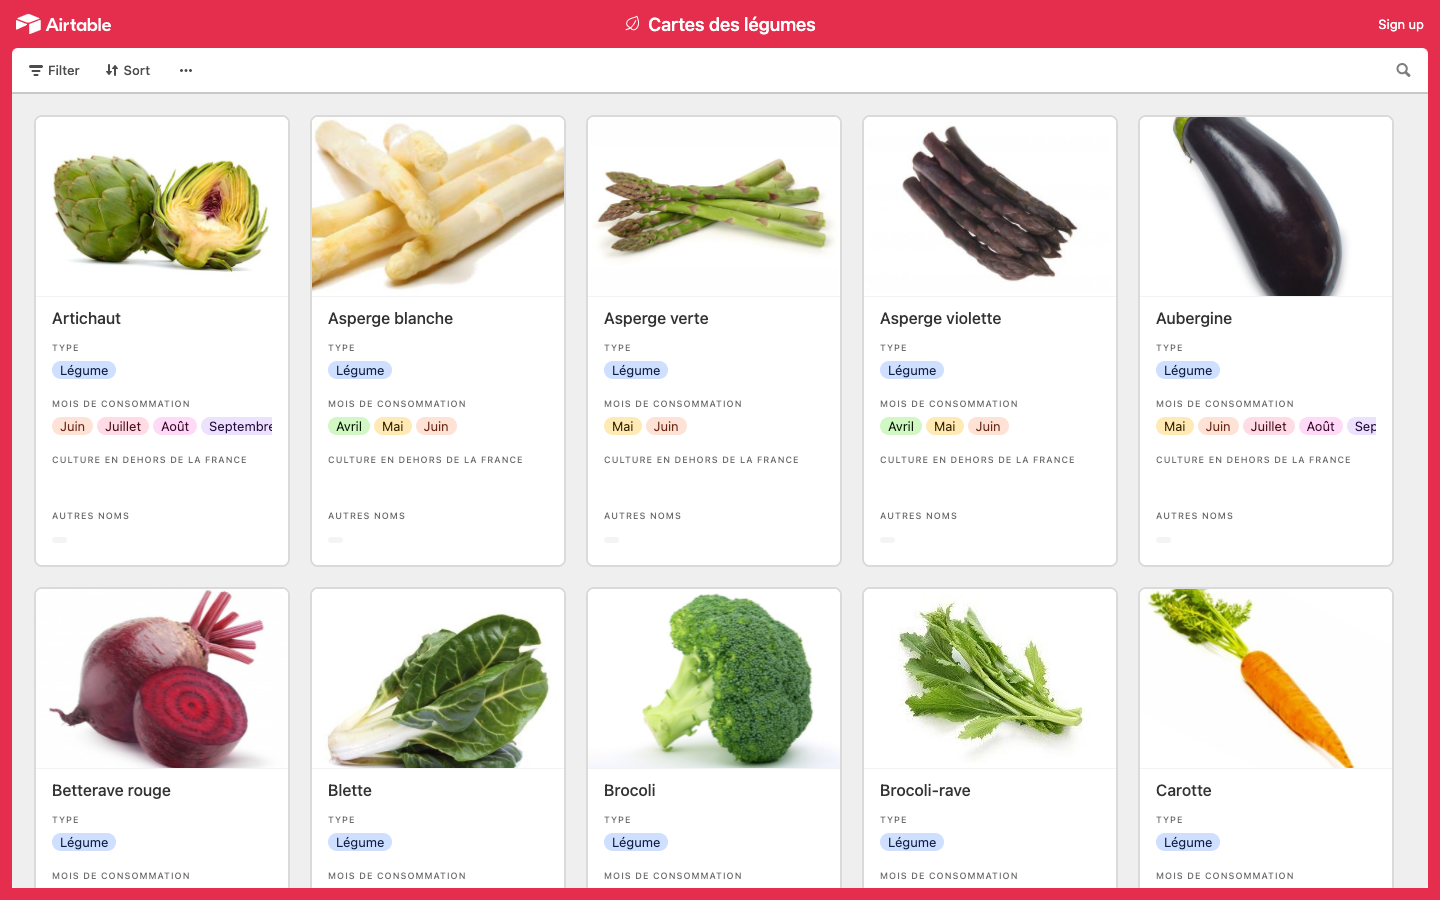 Airtable
Cartes des légumes
Sign up
Filter
Sort
Artichaut
TYPE
Légume
MOIS DE CONSOMMATION
Juin Juillet Août Septembre
CULTURE EN DEHORS DE LA FRANCE
AUTRES NOMS
Asperge blanche
TYPE
Légume
MOIS DE CONSOMMATION
Avril Mai Juin
CULTURE EN DEHORS DE LA FRANCE
AUTRES NOMS
Asperge verte
TYPE
Légume
MOIS DE CONSOMMATION
Mai Juin
CULTURE EN DEHORS DE LA FRANCE
AUTRES NOMS
Asperge violette
TYPE
Légume
MOIS DE CONSOMMATION
Avril Mai Juin
CULTURE EN DEHORS DE LA FRANCE
AUTRES NOMS
Aubergine
TYPE
Légume
MOIS DE CONSOMMATION
Mai Juin Juillet Août Sep
CULTURE EN DEHORS DE LA FRANCE
AUTRES NOMS
Betterave rouge
TYPE
Légume
MOIS DE CONSOMMATION
Blette
TYPE
Légume
MOIS DE CONSOMMATION
Brocoli
TYPE
Légume
MOIS DE CONSOMMATION
Brocoli-rave
TYPE
Légume
MOIS DE CONSOMMATION
Carotte
TYPE
Légume
MOIS DE CONSOMMATION